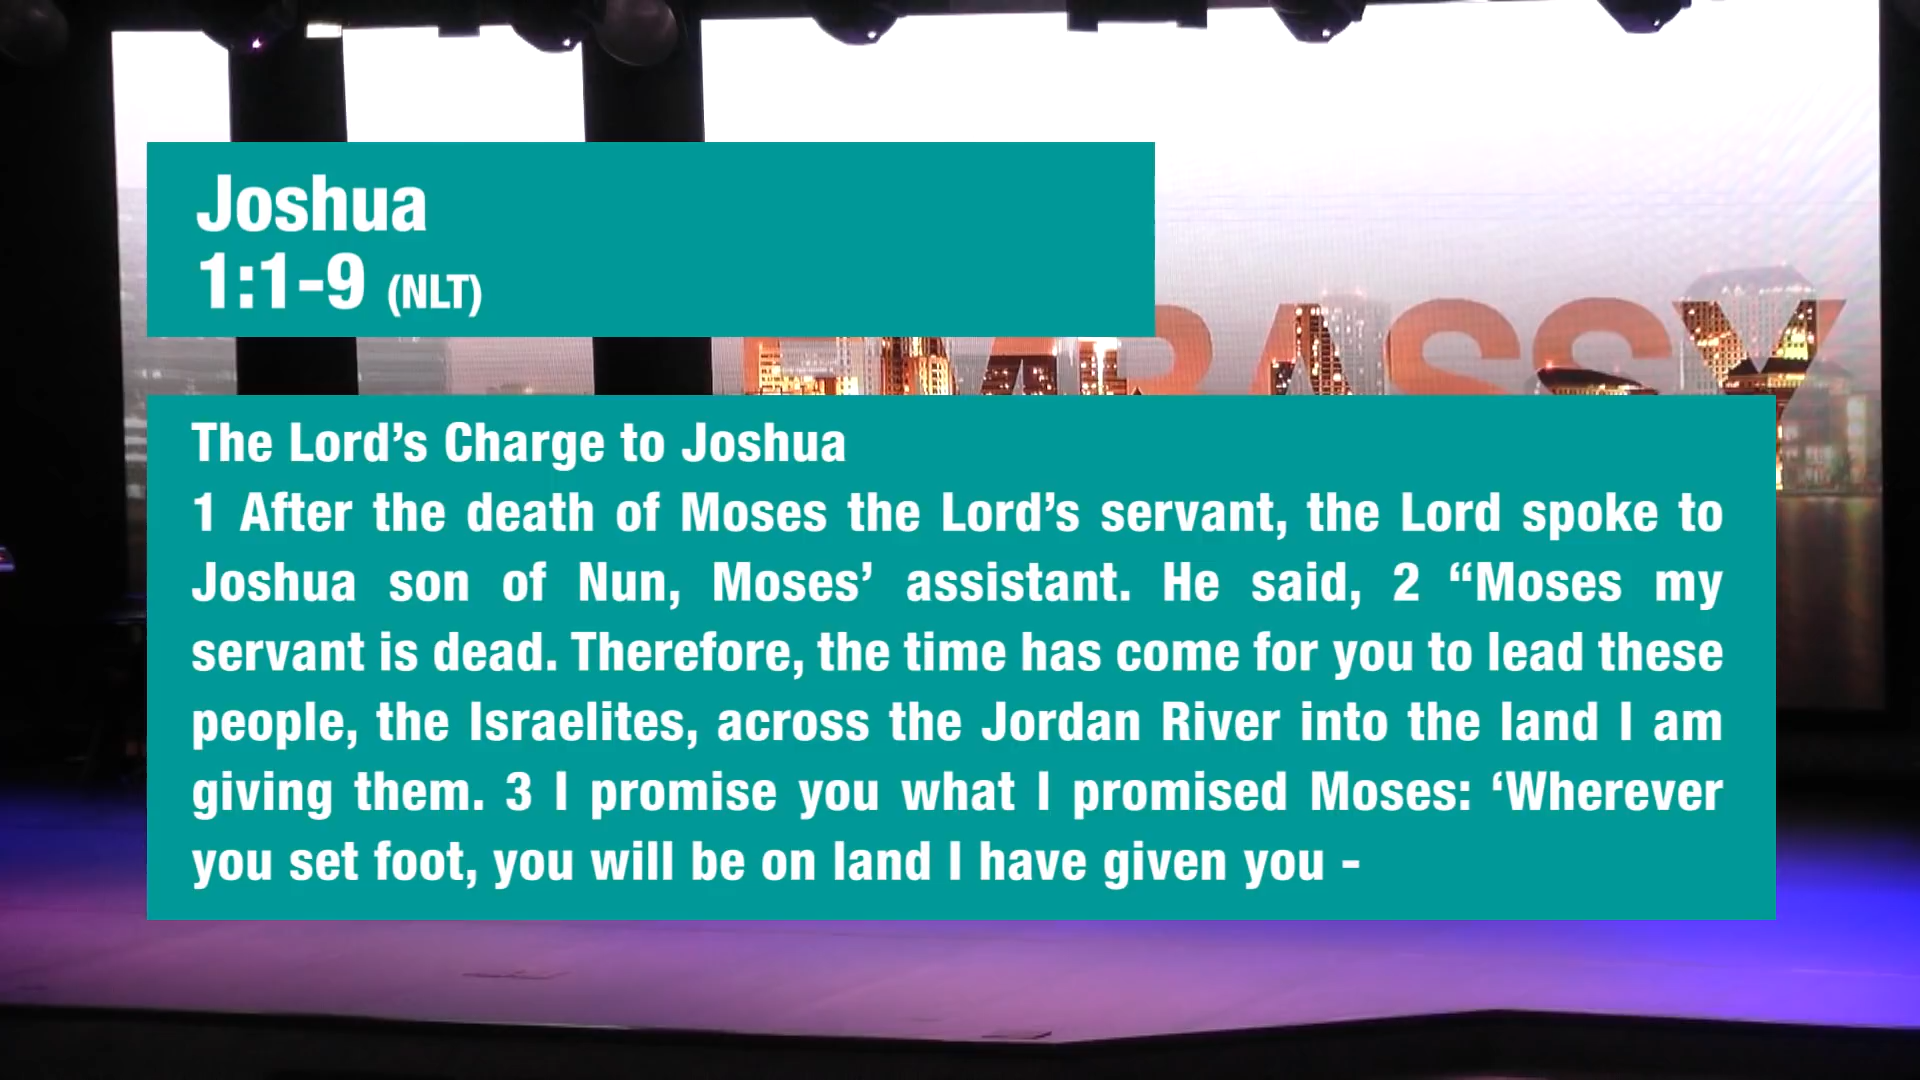 Joshua
1:1-9 (NLT)
The Lord’s Charge to Joshua
1 After the death of Moses the Lord’s servant, the Lord spoke to
Joshua son of Nun, Moses’ assistant. He said, 2 “Moses my
servant is dead. Therefore, the time has come for you to lead these
people, the Israelites, across the Jordan River into the land I am
giving them. 3 I promise you what I promised Moses: ‘Wherever
you set foot, you will be on land I have given you -